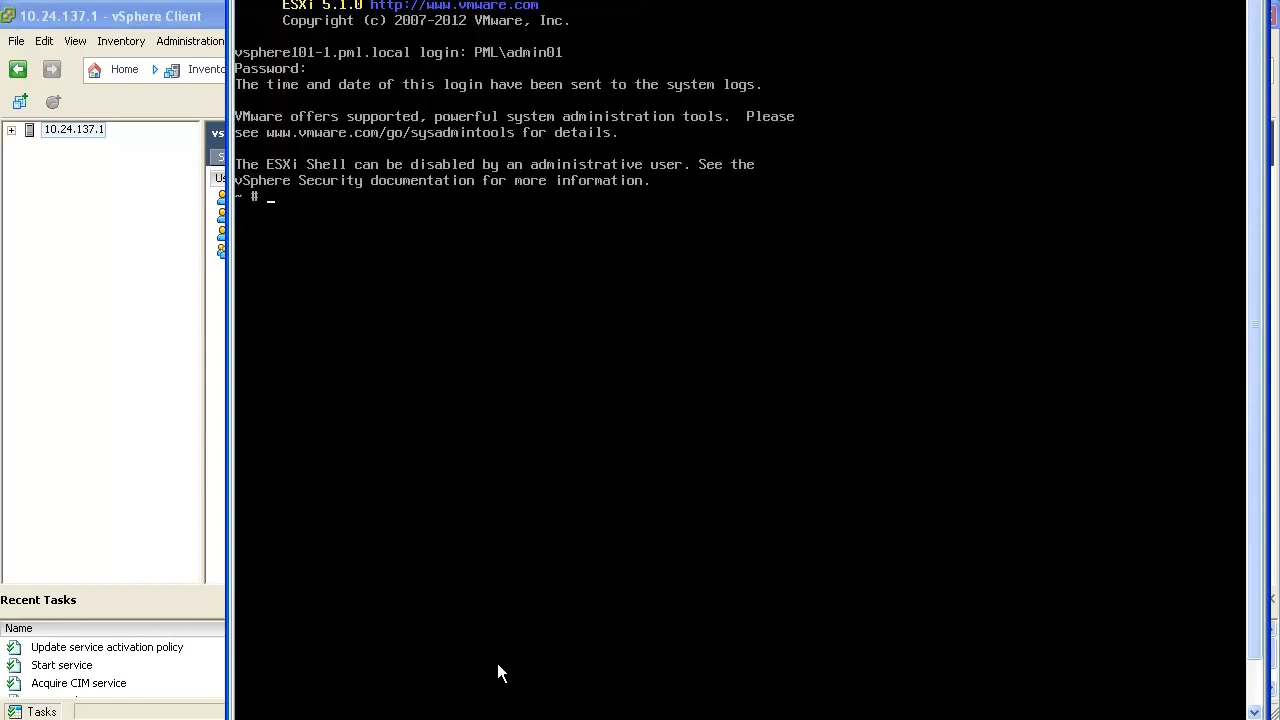 10.24.137.1 - vSphere Client
File Edit View Inventory Administration
Home
10.24.137.1
Recent Tasks
Name
Update service activation policy
Start service
Acquire CIM service
Tasks
ESXi 5.1.0 http://www.vmware.com
Copyright (c) 2007-2012 VMware, Inc.
vsphere101-1.pml.local login: PML\admin01
Password:
The time and date of this login have been sent to the system logs.
VMware offers supported, powerful system administration tools. Please
see www.vmware.com/go/sysadmintools for details.
The ESXi Shell can be disabled by an administrative user. See the
vSphere Security documentation for more information.
~ # _